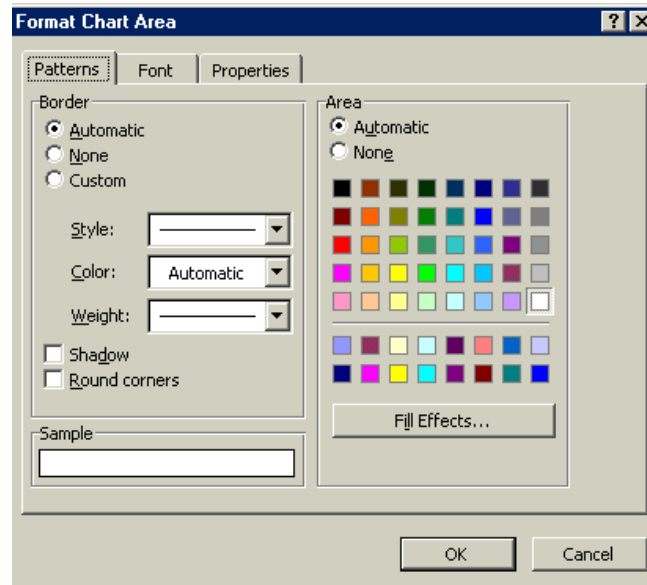 Format Chart Area
Patterns Font Properties
Border
Automatic
None
Custom
Style:
Color: Automatic
Weight:
Shadow
Round corners
Sample
Area
Automatic
None
Fill Effects...
OK Cancel